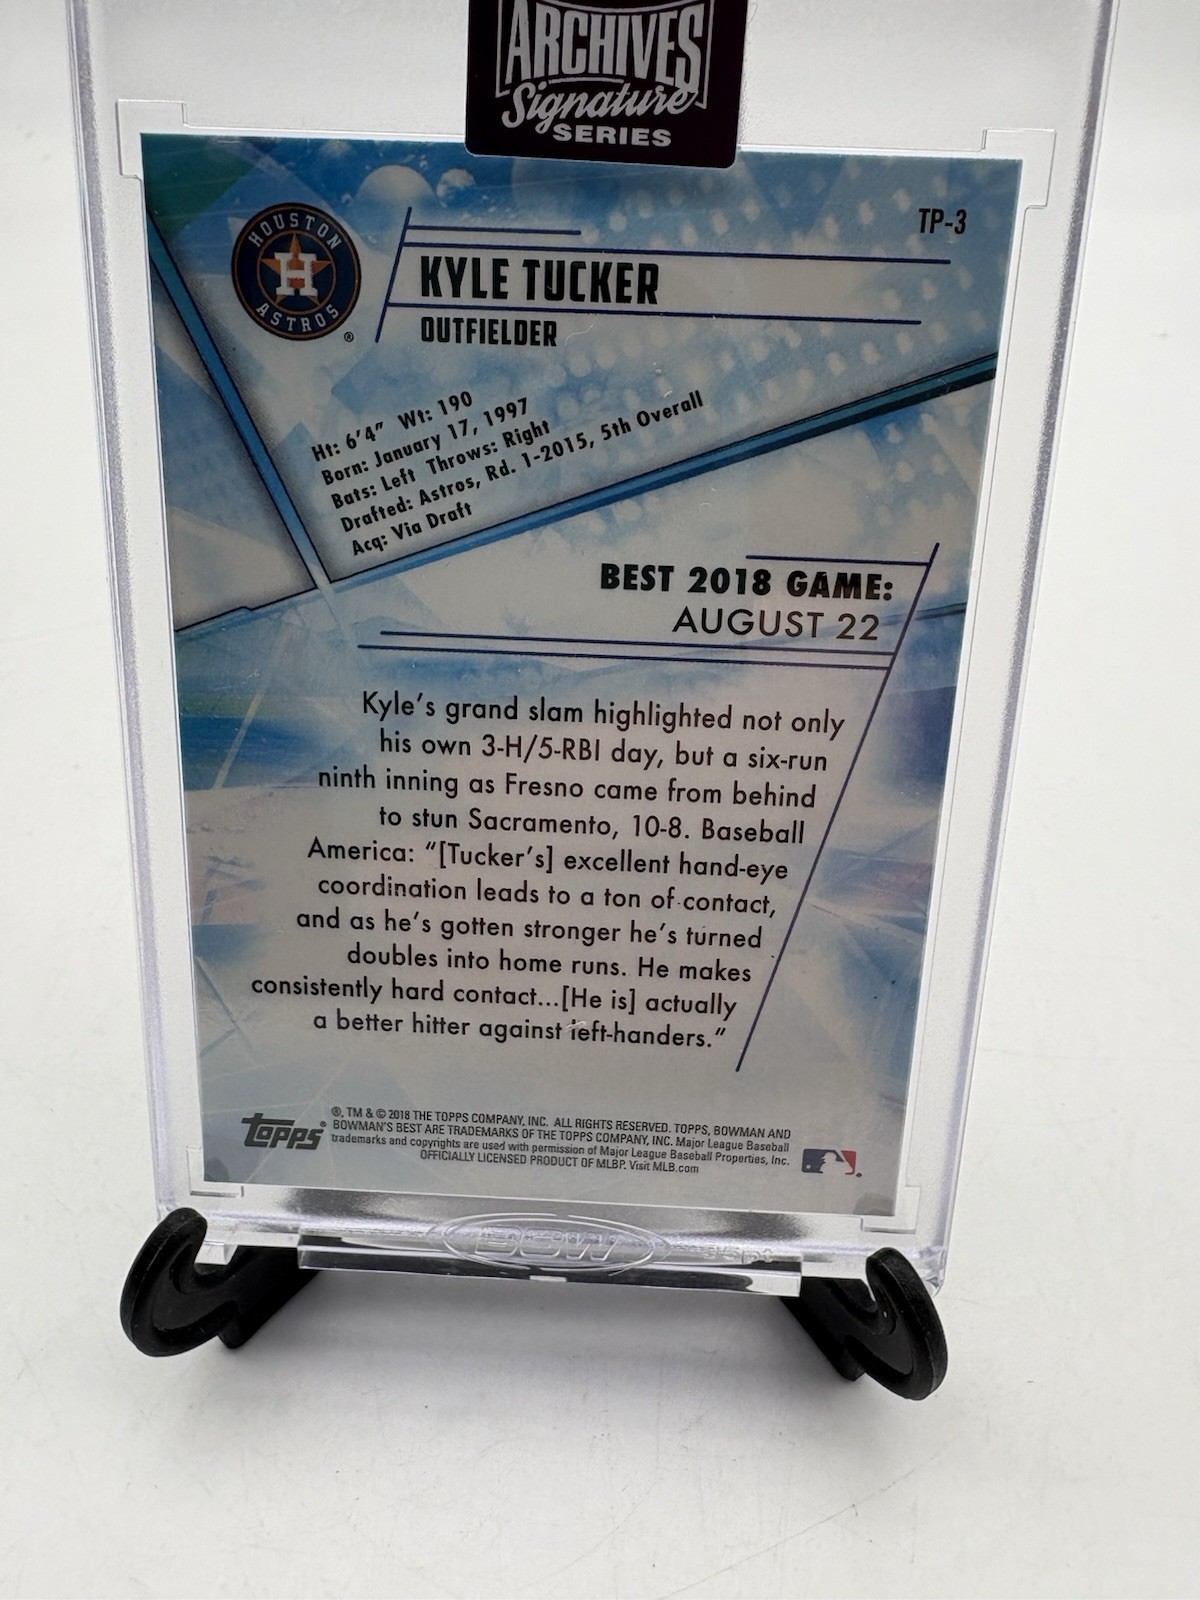 ARCHIVES
Signature
SERIES
TP-3
HOUSTON
H
ASTROS
®
KYLE TUCKER
OUTFIELDER
Ht: 6'4" Wt: 190
Born: January 17, 1997
Bats: Left Throws: Right
Drafted: Astros, Rd. 1-2015, 5th Overall
Acq: Via Draft
BEST 2018 GAME:
AUGUST 22
Kyle's grand slam highlighted not only
his own 3-H/5-RBI day, but a six-run
ninth inning as Fresno came from behind
to stun Sacramento, 10-8. Baseball
America: "[Tucker's] excellent hand-eye
coordination leads to a ton of contact,
and as he's gotten stronger he's turned
doubles into home runs. He makes
consistently hard contact...[He is] actually
a better hitter against left-handers."
topps®
®, TM & © 2018 THE TOPPS COMPANY, INC. ALL RIGHTS RESERVED. TOPPS, BOWMAN AND
BOWMAN'S BEST ARE TRADEMARKS OF THE TOPPS COMPANY, INC. Major League Baseball
trademarks and copyrights are used with permission of Major League Baseball Properties, Inc.
OFFICIALLY LICENSED PRODUCT OF MLBP. Visit MLB.com
BCW